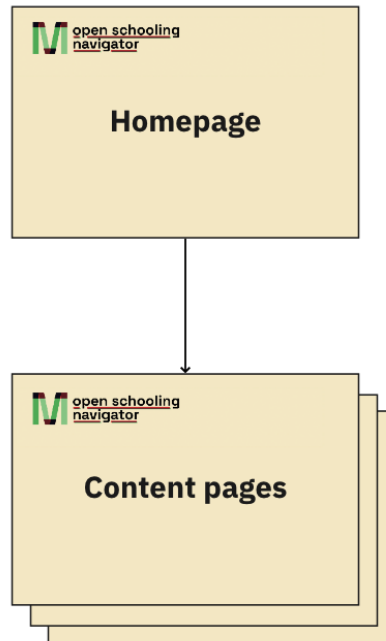 open schooling
navigator
Homepage
open schooling
navigator
Content pages